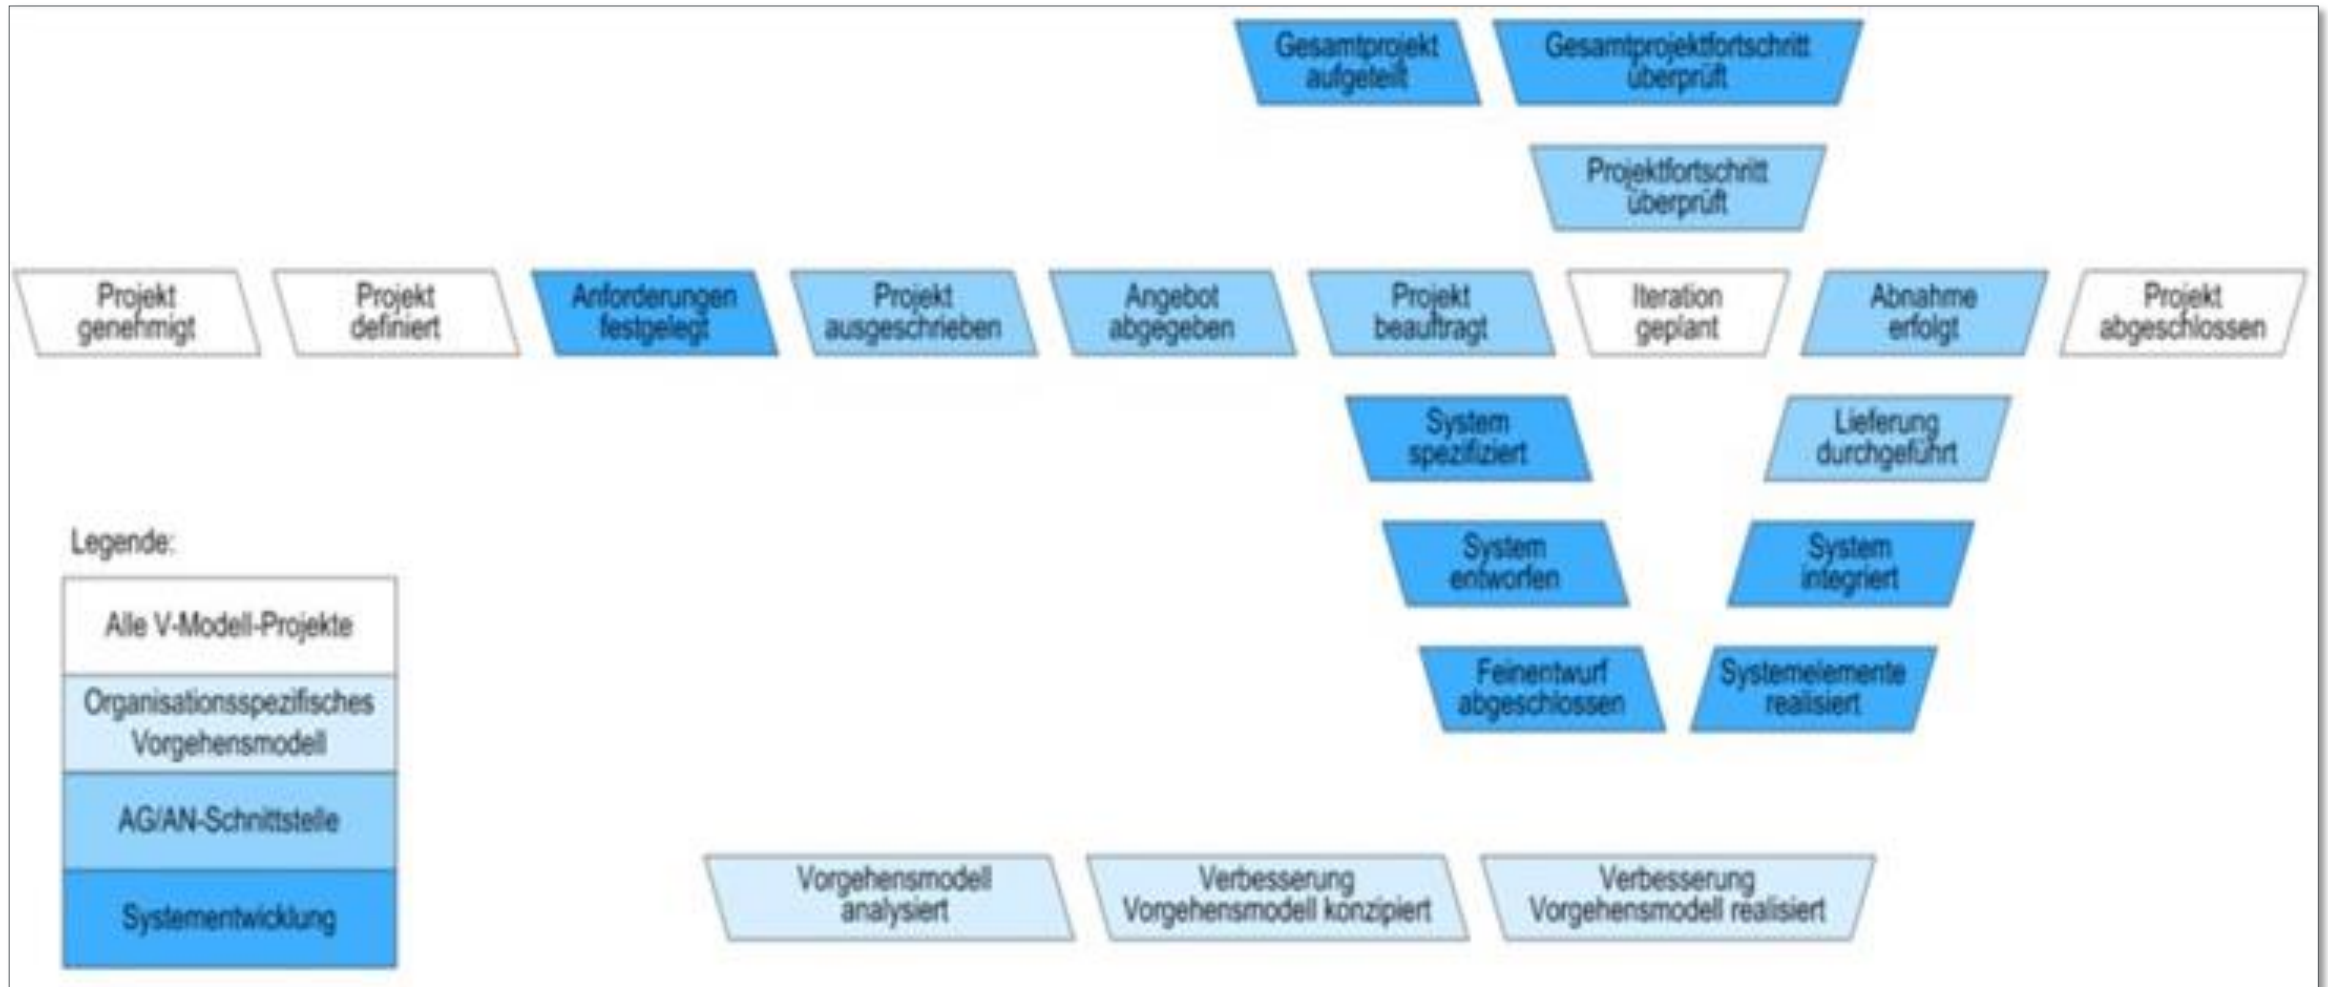 Gesamtprojekt
aufgeteilt
Gesamtprojektfortschritt
überprüft
Projektfortschritt
überprüft
Projekt
genehmigt
Projekt
definiert
Anforderungen
festgelegt
Projekt
ausgeschrieben
Angebot
abgegeben
Projekt
beauftragt
Iteration
geplant
Abnahme
erfolgt
Projekt
abgeschlossen
System
spezifiziert
Lieferung
durchgeführt
System
entworfen
System
integriert
Feinentwurf
abgeschlossen
Systemelemente
realisiert
Legende:
Alle V-Modell-Projekte
Organisationsspezifisches
Vorgehensmodell
AG/AN-Schnittstelle
Systementwicklung
Vorgehensmodell
analysiert
Verbesserung
Vorgehensmodell konzipiert
Verbesserung
Vorgehensmodell realisiert